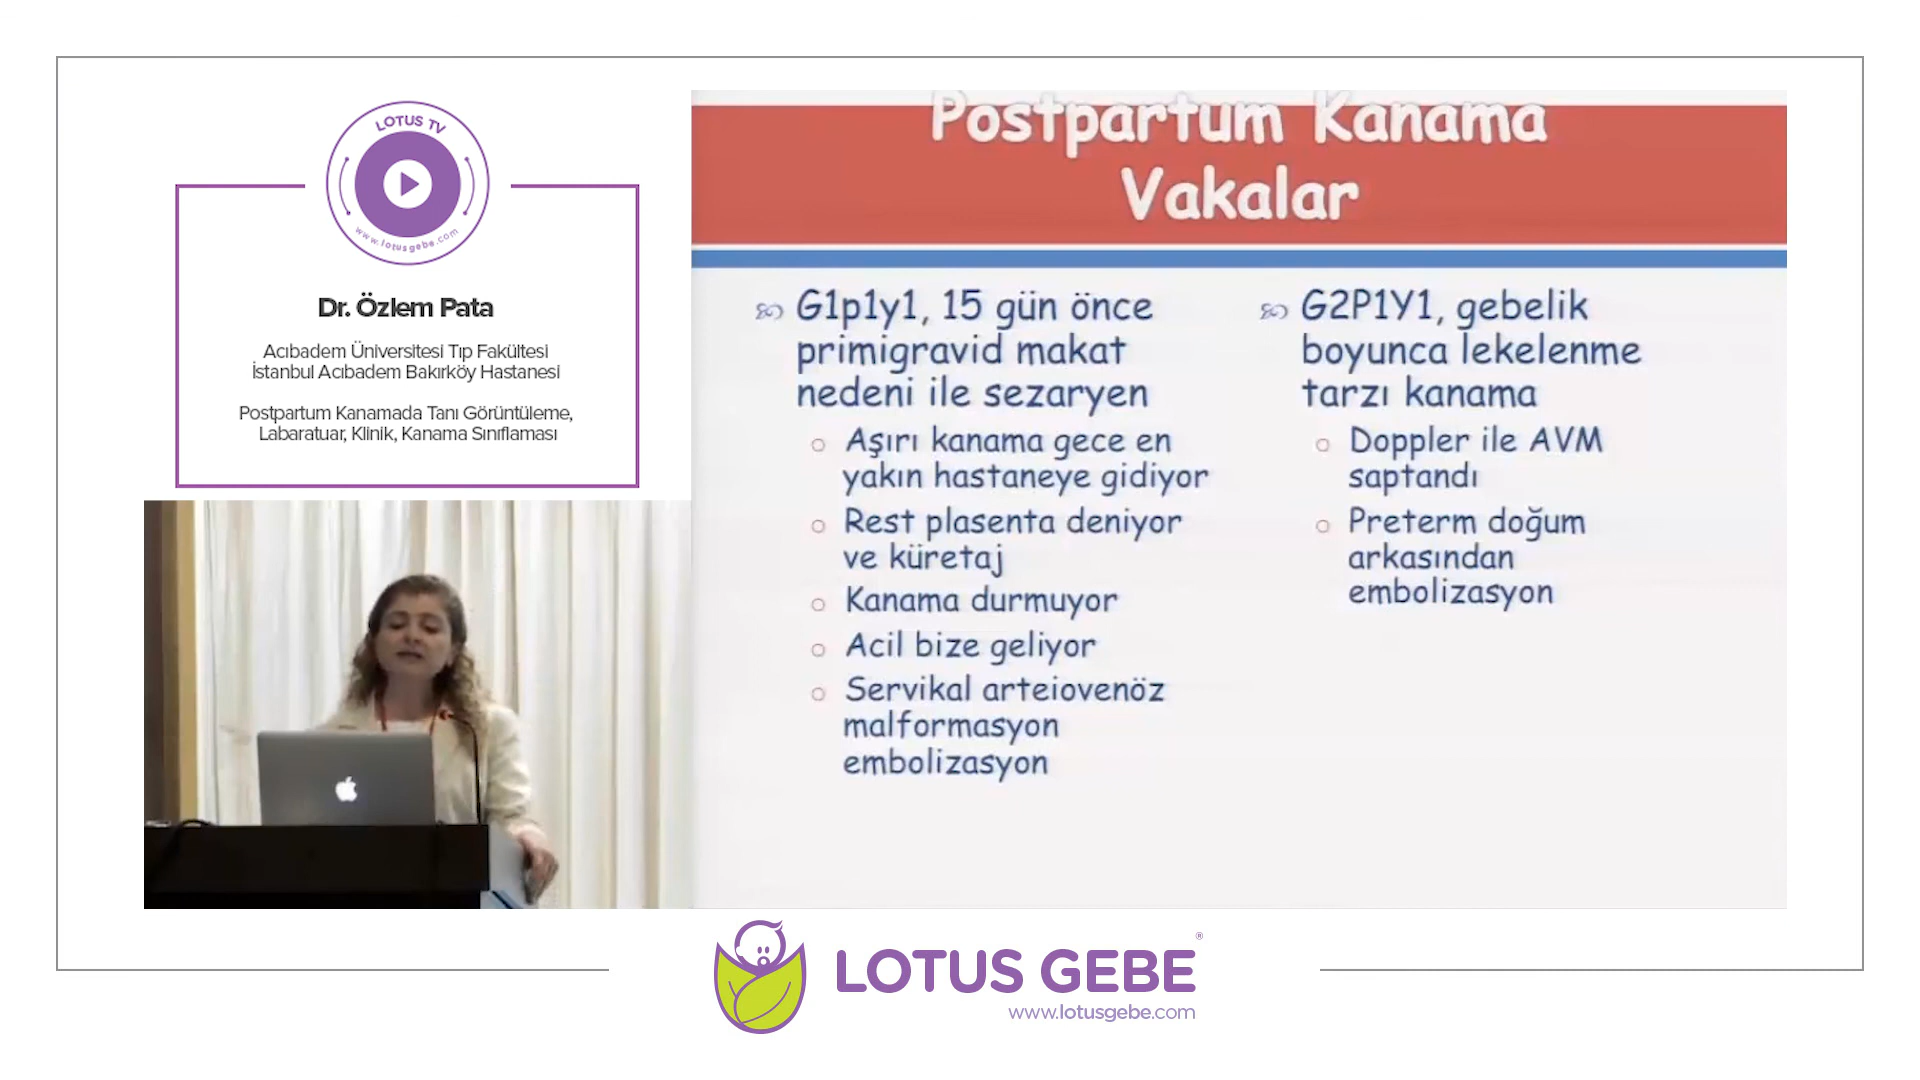 LOTUS TV
www.lotusgebe.com
Dr. Özlem Pata
Acıbadem Üniversitesi Tıp Fakültesi
İstanbul Acıbadem Bakırköy Hastanesi
Postpartum Kanamada Tanı Görüntüleme,
Labaratuar, Klinik, Kanama Sınıflaması
Postpartum Kanama
Vakalar
G1p1y1, 15 gün önce
primigravid makat
nedeni ile sezaryen
Aşırı kanama gece en
yakın hastaneye gidiyor
Rest plasenta deniyor
ve küretaj
Kanama durmuyor
Acil bize geliyor
Servikal arteiovenöz
malformasyon
embolizasyon
G2P1Y1, gebelik
boyunca lekelenme
tarzı kanama
Doppler ile AVM
saptandı
Preterm doğum
arkasından
embolizasyon
LOTUS GEBE®
www.lotusgebe.com